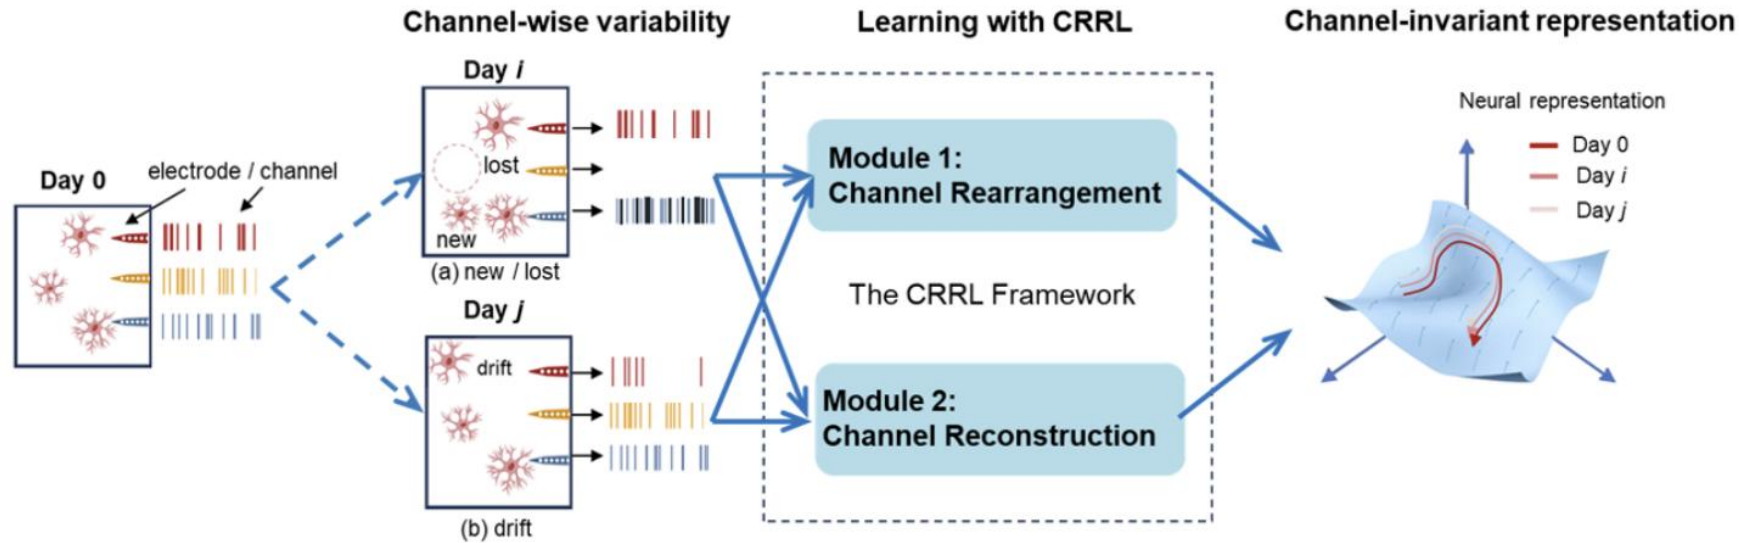 Channel-wise variability
Learning with CRRL
Channel-invariant representation
Day 0
electrode / channel
Day i
lost
new
(a) new / lost
Day j
drift
(b) drift
Module 1:
Channel Rearrangement
The CRRL Framework
Module 2:
Channel Reconstruction
Neural representation
Day 0
Day i
Day j